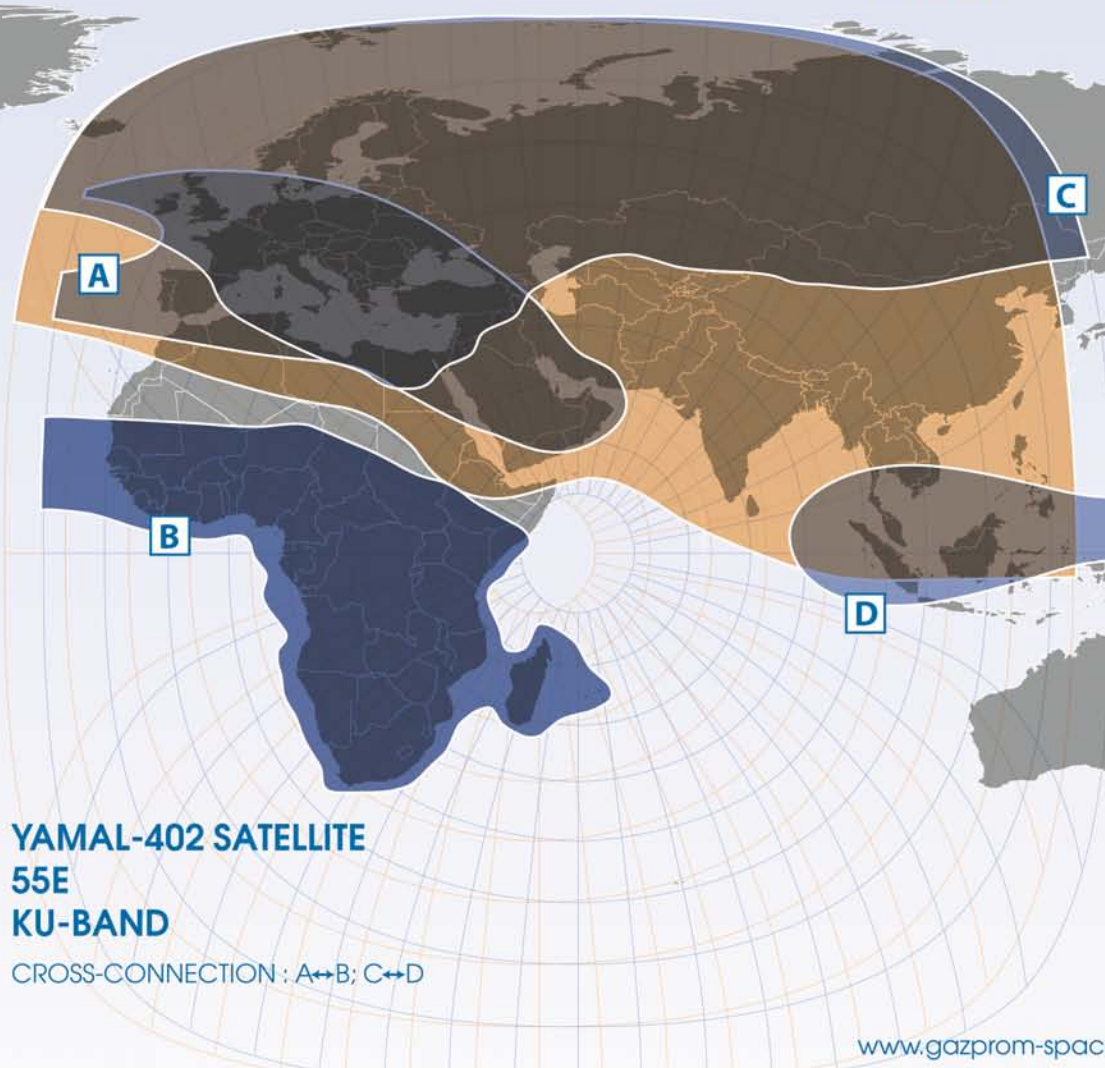 C
A
B
D
YAMAL-402 SATELLITE
55E
KU-BAND
CROSS-CONNECTION : A↔B; C↔D
www.gazprom-spac